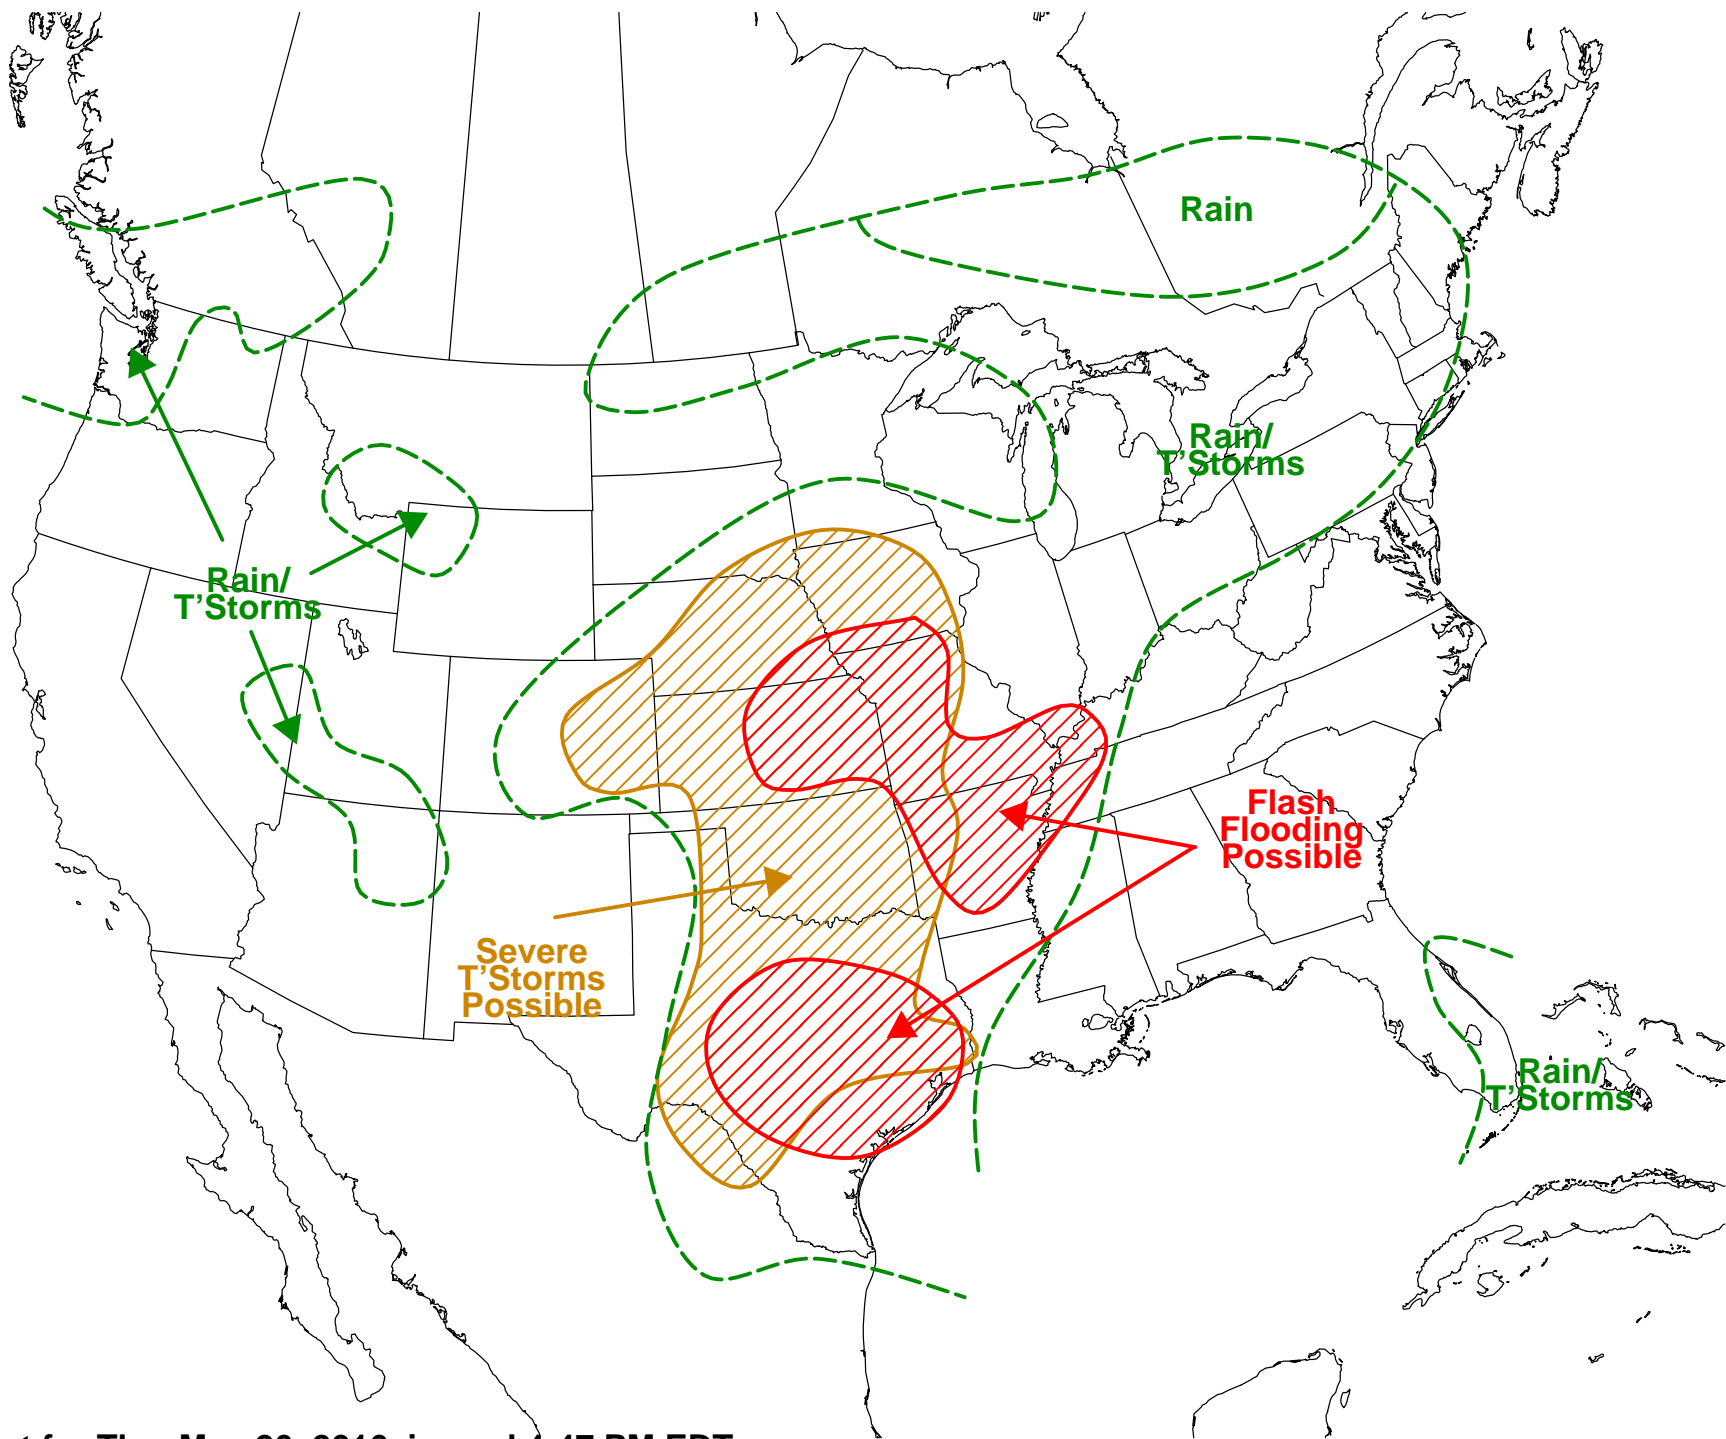 Rain
Rain/
T'Storms
Rain/
T'Storms
Flash
Flooding
Possible
Severe
T'Storms
Possible
Rain/
T'Storms